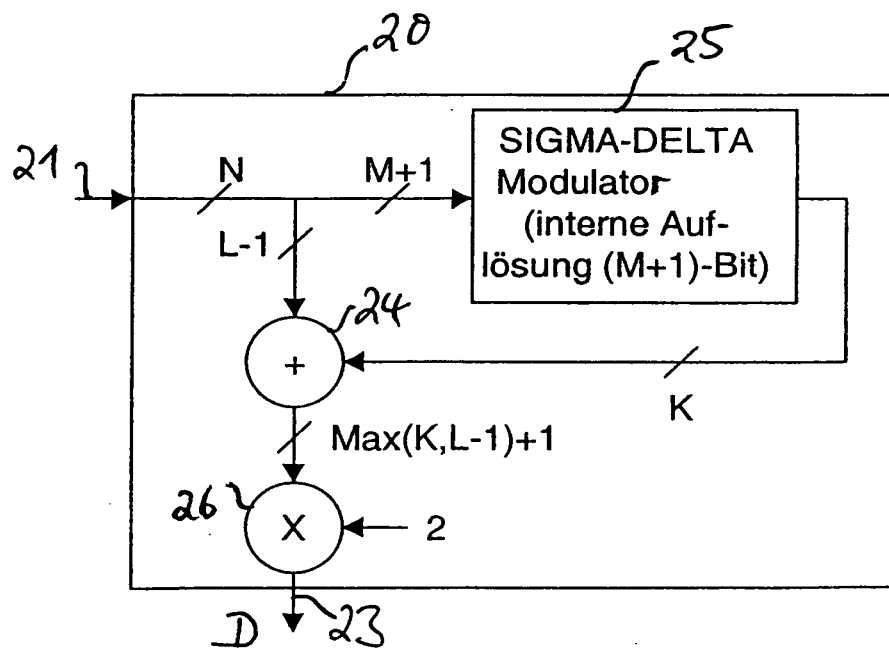 20
25
21
N
M+1
SIGMA-DELTA
Modulator
(interne Auf-
lösung (M+1)-Bit)
L-1
24
+
K
Max(K,L-1)+1
26
X
2
D
23